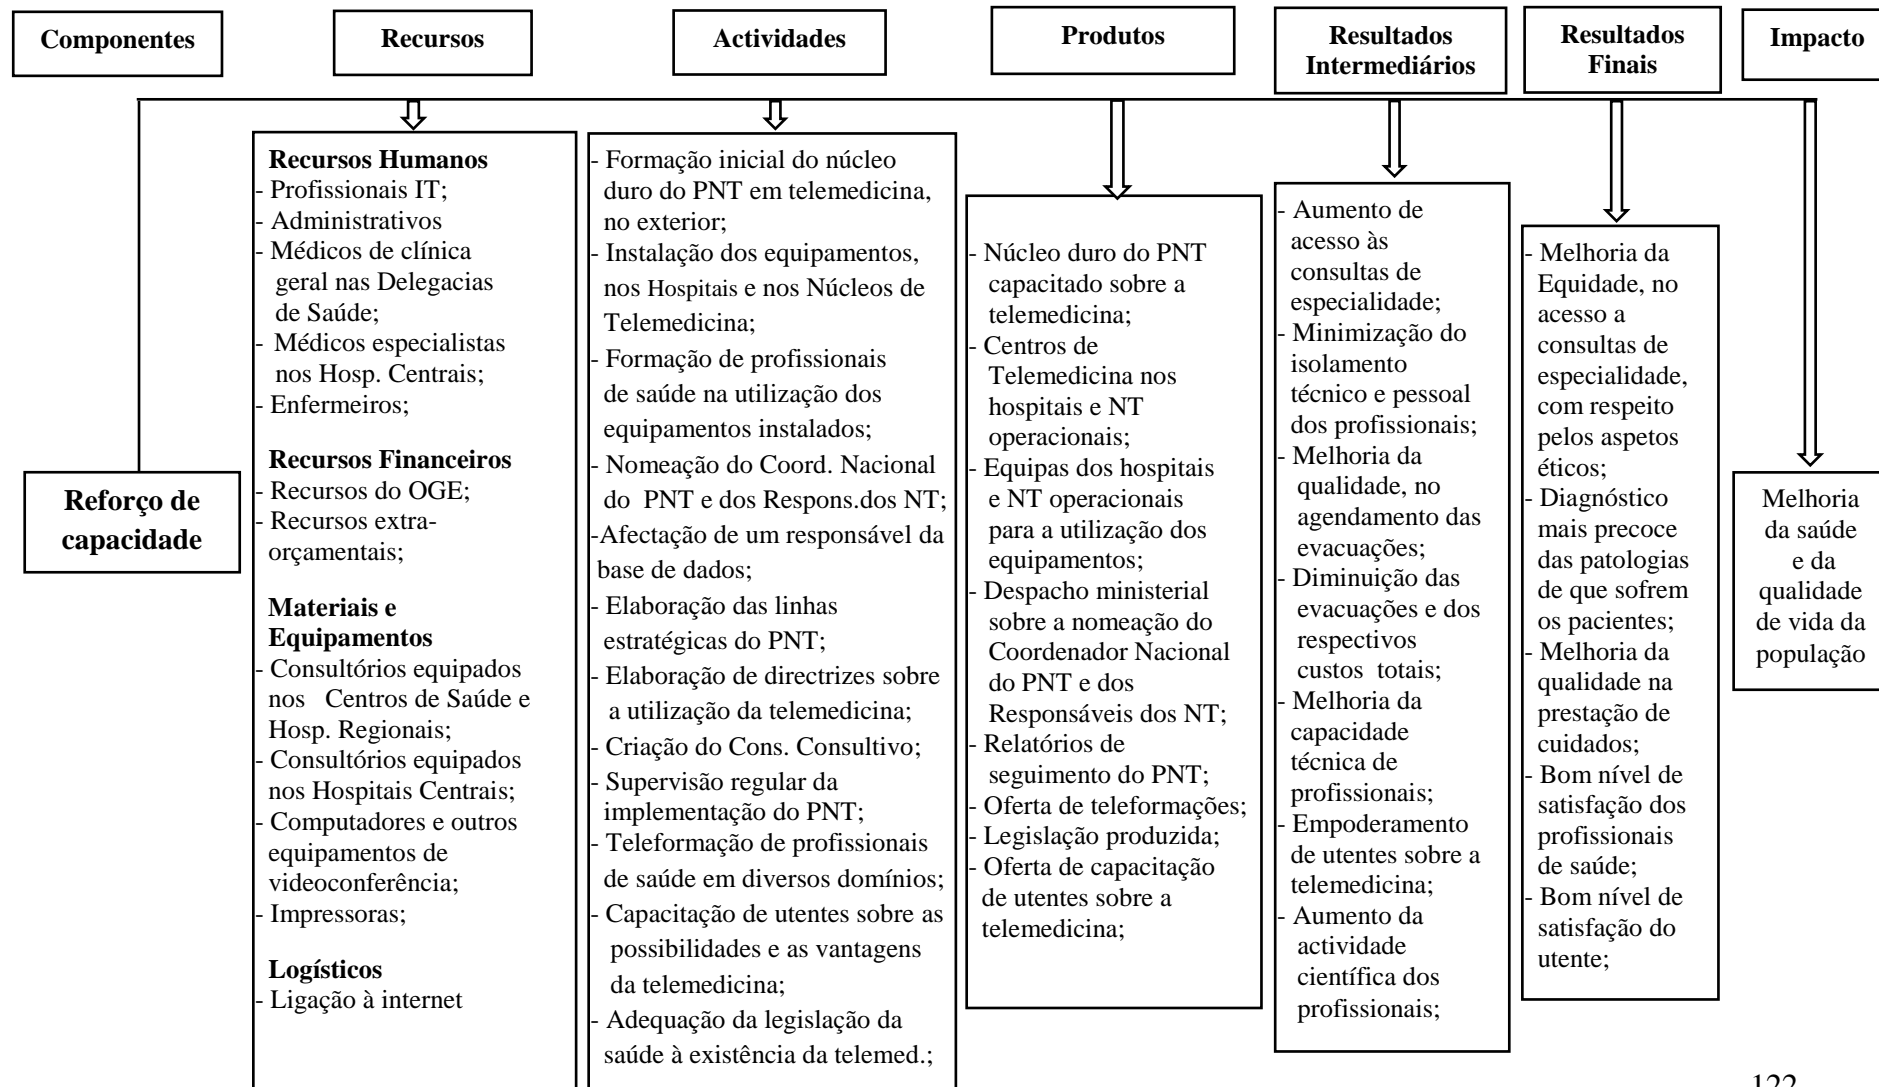 Componentes
Recursos
Actividades
Produtos
Resultados
Intermediários
Resultados
Finais
Impacto
Reforço de
capacidade
Recursos Humanos
- Profissionais IT;
- Administrativos
- Médicos de clínica
geral nas Delegacias
de Saúde;
- Médicos especialistas
nos Hosp. Centrais;
- Enfermeiros;
Recursos Financeiros
- Recursos do OGE;
- Recursos extra-
orçamentais;
Materiais e
Equipamentos
- Consultórios equipados
nos Centros de Saúde e
Hosp. Regionais;
- Consultórios equipados
nos Hospitais Centrais;
- Computadores e outros
equipamentos de
videoconferência;
- Impressoras;
Logísticos
- Ligação à internet
- Formação inicial do núcleo
duro do PNT em telemedicina,
no exterior;
- Instalação dos equipamentos,
nos Hospitais e nos Núcleos de
Telemedicina;
- Formação de profissionais
de saúde na utilização dos
equipamentos instalados;
- Nomeação do Coord. Nacional
do PNT e dos Respons.dos NT;
-Afectação de um responsável da
base de dados;
- Elaboração das linhas
estratégicas do PNT;
- Elaboração de directrizes sobre
a utilização da telemedicina;
- Criação do Cons. Consultivo;
- Supervisão regular da
implementação do PNT;
- Teleformação de profissionais
de saúde em diversos domínios;
- Capacitação de utentes sobre as
possibilidades e as vantagens
da telemedicina;
- Adequação da legislação da
saúde à existência da telemed.;
- Núcleo duro do PNT
capacitado sobre a
telemedicina;
- Centros de
Telemedicina nos
hospitais e NT
operacionais;
- Equipas dos hospitais
e NT operacionais
para a utilização dos
equipamentos;
- Despacho ministerial
sobre a nomeação do
Coordenador Nacional
do PNT e dos
Responsáveis dos NT;
- Relatórios de
seguimento do PNT;
- Oferta de teleformações;
- Legislação produzida;
- Oferta de capacitação
de utentes sobre a
telemedicina;
- Aumento de
acesso às
consultas de
especialidade;
- Minimização do
isolamento
técnico e pessoal
dos profissionais;
- Melhoria da
qualidade, no
agendamento das
evacuações;
- Diminuição das
evacuações e dos
respectivos
custos totais;
- Melhoria da
capacidade
técnica de
profissionais;
- Empoderamento
de utentes sobre a
telemedicina;
- Aumento da
actividade
científica dos
profissionais;
- Melhoria da
Equidade, no
acesso a
consultas de
especialidade,
com respeito
pelos aspetos
éticos;
- Diagnóstico
mais precoce
das patologias
de que sofrem
os pacientes;
- Melhoria da
qualidade na
prestação de
cuidados;
- Bom nível de
satisfação dos
profissionais
de saúde;
- Bom nível de
satisfação do
utente;
Melhoria
da saúde
e da
qualidade
de vida da
população
122